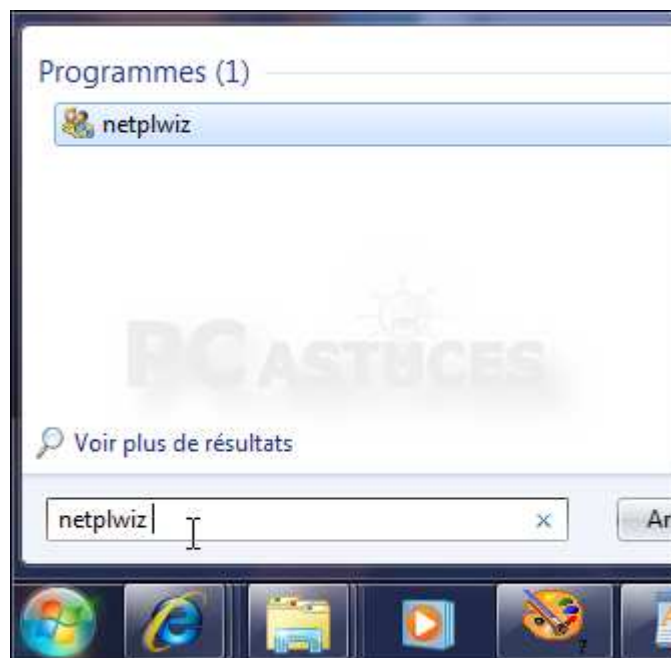 Programmes (1)
netplwiz
PC ASTUCES
Voir plus de résultats
netplwiz